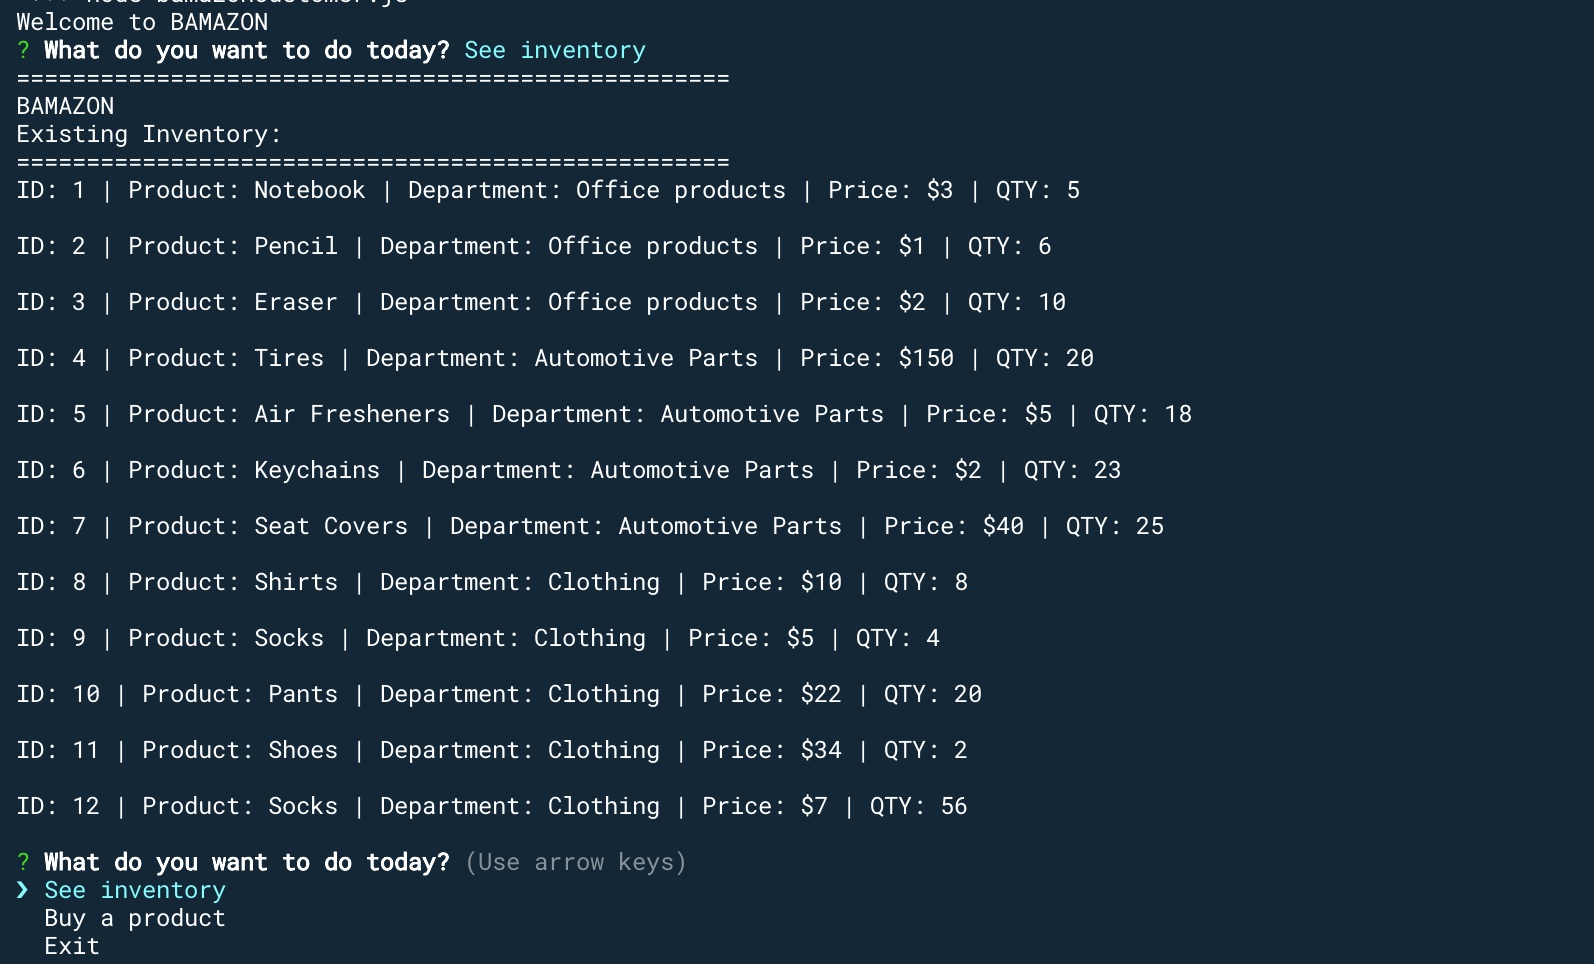 Welcome to BAMAZON
? What do you want to do today? See inventory
===================================================
BAMAZON
Existing Inventory:
===================================================
ID: 1 | Product: Notebook | Department: Office products | Price: $3 | QTY: 5
ID: 2 | Product: Pencil | Department: Office products | Price: $1 | QTY: 6
ID: 3 | Product: Eraser | Department: Office products | Price: $2 | QTY: 10
ID: 4 | Product: Tires | Department: Automotive Parts | Price: $150 | QTY: 20
ID: 5 | Product: Air Fresheners | Department: Automotive Parts | Price: $5 | QTY: 18
ID: 6 | Product: Keychains | Department: Automotive Parts | Price: $2 | QTY: 23
ID: 7 | Product: Seat Covers | Department: Automotive Parts | Price: $40 | QTY: 25
ID: 8 | Product: Shirts | Department: Clothing | Price: $10 | QTY: 8
ID: 9 | Product: Socks | Department: Clothing | Price: $5 | QTY: 4
ID: 10 | Product: Pants | Department: Clothing | Price: $22 | QTY: 20
ID: 11 | Product: Shoes | Department: Clothing | Price: $34 | QTY: 2
ID: 12 | Product: Socks | Department: Clothing | Price: $7 | QTY: 56
? What do you want to do today? (Use arrow keys)
❯ See inventory
Buy a product
Exit